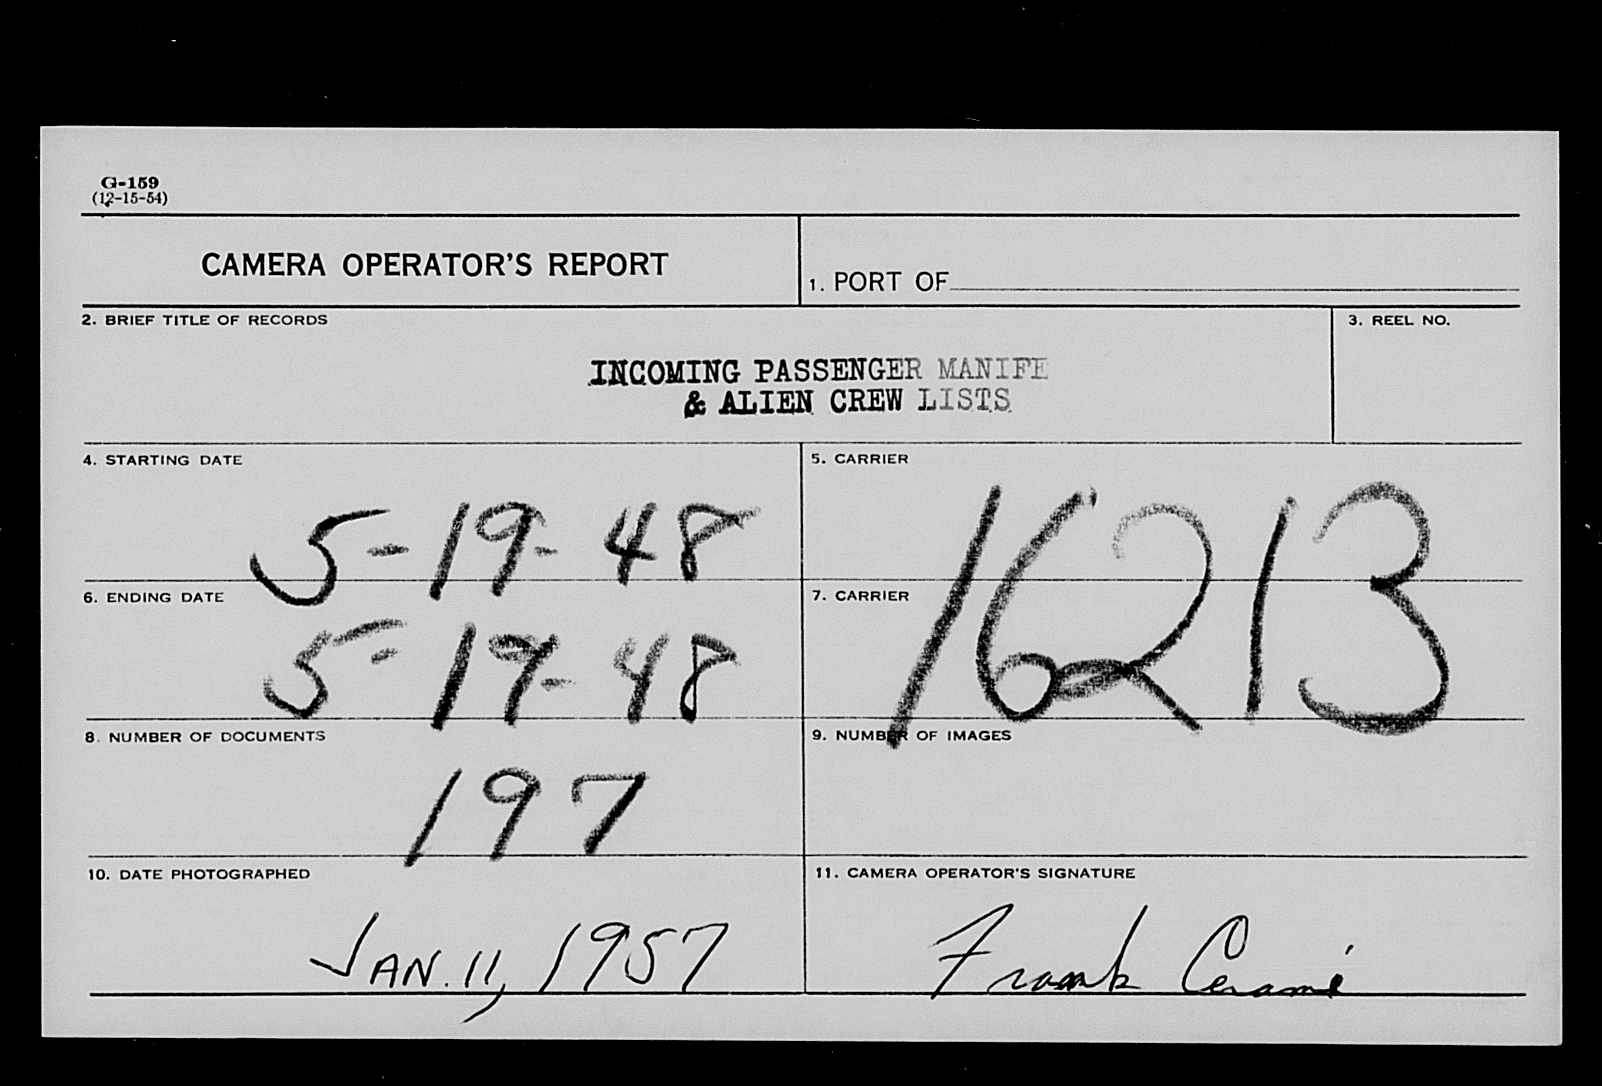 G-159
(12-15-54)
CAMERA OPERATOR'S REPORT
1. PORT OF
2. BRIEF TITLE OF RECORDS
3. REEL NO.
INCOMING PASSENGER MANIFE
& ALIEN CREW LISTS
4. STARTING DATE
5-19-48
5. CARRIER
16213
6. ENDING DATE
5-19-48
7. CARRIER
8. NUMBER OF DOCUMENTS
197
9. NUMBER OF IMAGES
10. DATE PHOTOGRAPHED
JAN. 11, 1957
11. CAMERA OPERATOR'S SIGNATURE
Frank Cerami